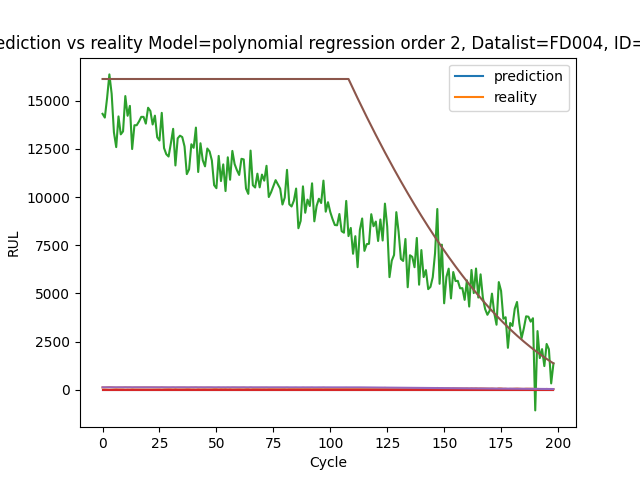 ediction vs reality Model=polynomial regression order 2, Datalist=FD004, ID=
prediction
reality
15000
12500
10000
7500
5000
2500
0
RUL
0 25 50 75 100 125 150 175 200
Cycle